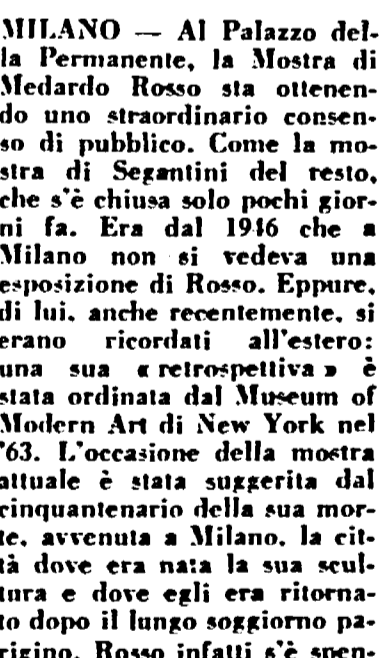 MILANO — Al Palazzo del-
la Permanente, la Mostra di
Medardo Rosso sta ottenen-
do uno straordinario consen-
so di pubblico. Come la mo-
stra di Segantini del resto,
che s'è chiusa solo pochi gior-
ni fa. Era dal 1946 che a
Milano non si vedeva una
esposizione di Rosso. Eppure,
di lui, anche recentemente, si
erano ricordati all'estero:
una sua « retrospettiva » è
stata ordinata dal Museum of
Modern Art di New York nel
'63. L'occasione della mostra
attuale è stata suggerita dal
cinquantenario della sua mor-
te, avvenuta a Milano, la cit-
tà dove era nata la sua scul-
tura e dove egli era ritorna-
to dopo il lungo soggiorno pa-
rigino. Rosso infatti s'è spen-